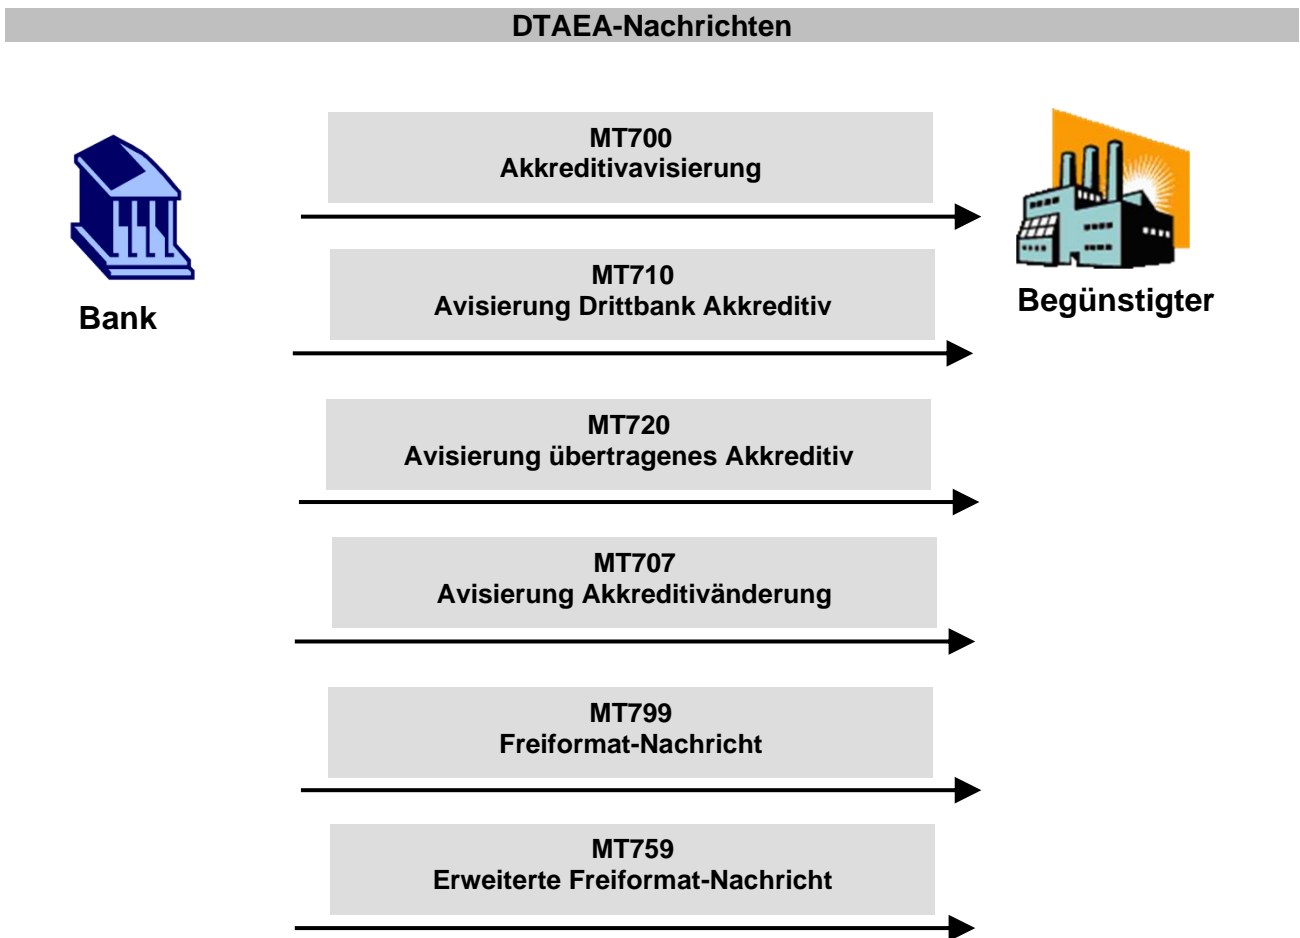 DTAEA-Nachrichten
MT700
Akkreditivavisierung
MT710
Avisierung Drittbank Akkreditiv
Bank
Begünstigter
MT720
Avisierung übertragenes Akkreditiv
MT707
Avisierung Akkreditivänderung
MT799
Freiformat-Nachricht
MT759
Erweiterte Freiformat-Nachricht